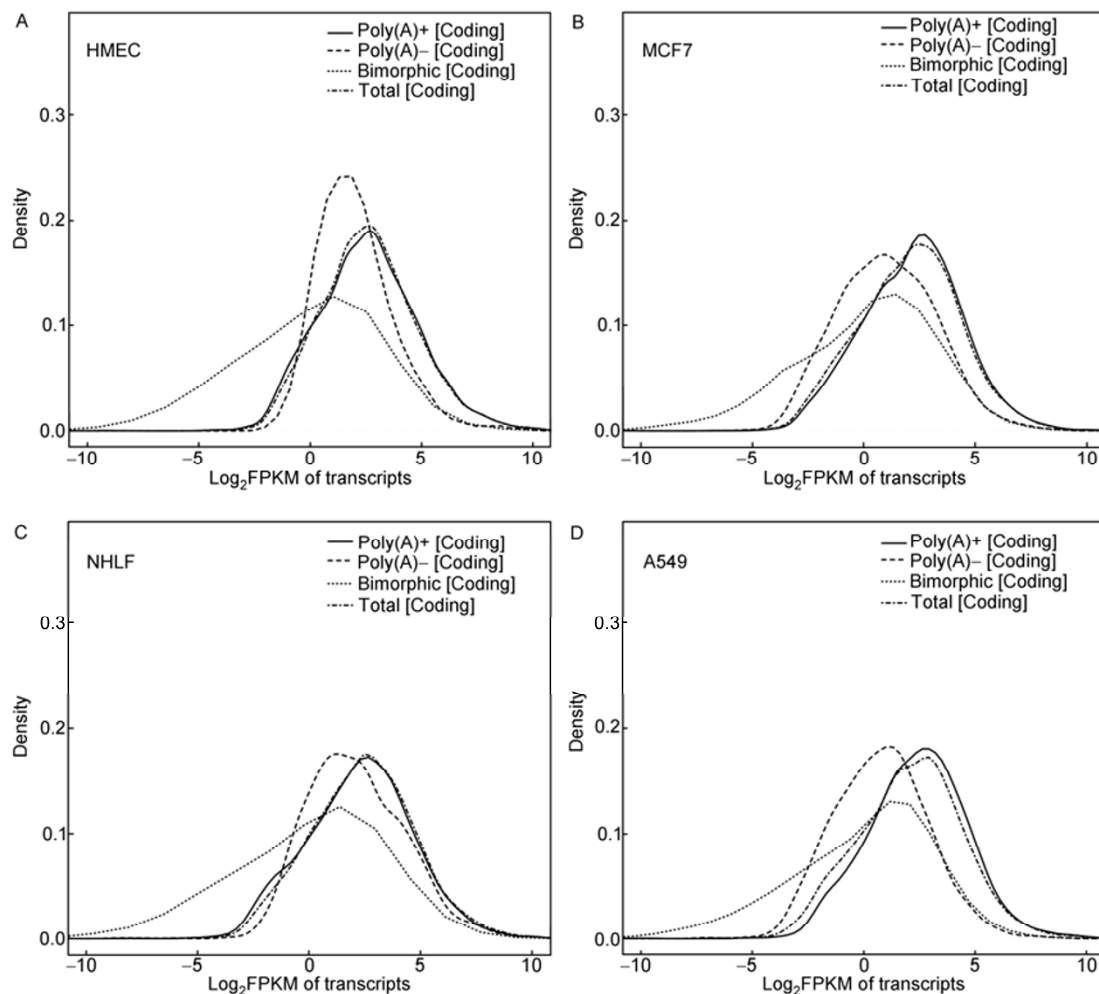 A
HMEC
Poly(A)+ [Coding]
Poly(A)– [Coding]
Bimorphic [Coding]
Total [Coding]
0.3
0.2
0.1
0.0
Density
–10 –5 0 5 10
Log2FPKM of transcripts
B
MCF7
Poly(A)+ [Coding]
Poly(A)– [Coding]
Bimorphic [Coding]
Total [Coding]
0.3
0.2
0.1
0.0
Density
–10 –5 0 5 10
Log2FPKM of transcripts
C
NHLF
Poly(A)+ [Coding]
Poly(A)– [Coding]
Bimorphic [Coding]
Total [Coding]
0.3
0.2
0.1
0.0
Density
–10 –5 0 5 10
Log2FPKM of transcripts
D
A549
Poly(A)+ [Coding]
Poly(A)– [Coding]
Bimorphic [Coding]
Total [Coding]
0.3
0.2
0.1
0.0
Density
–10 –5 0 5 10
Log2FPKM of transcripts